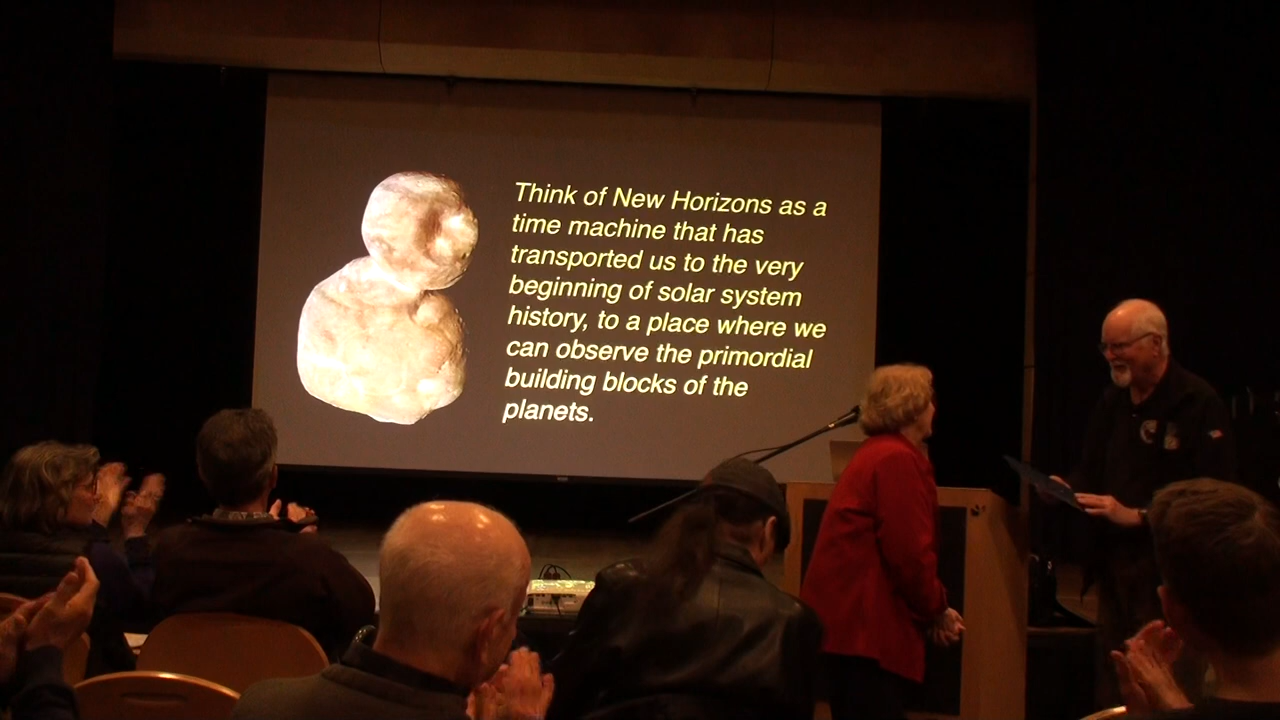 Think of New Horizons as a
time machine that has
transported us to the very
beginning of solar system
history, to a place where we
can observe the primordial
building blocks of the
planets.